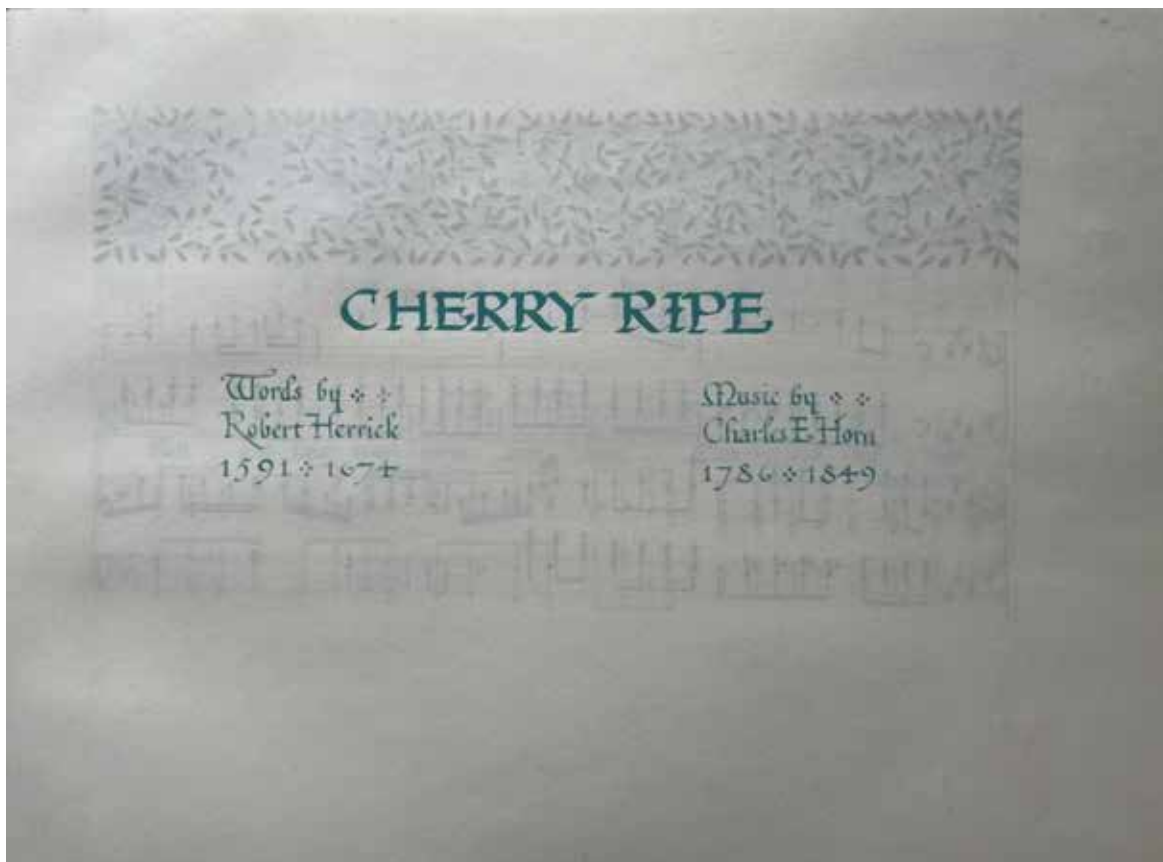 CHERRY RIPE
Words by
Robert Herrick
1591 ⁘ 1674
Music by
Charles E Horn
1786 ⁘ 1849